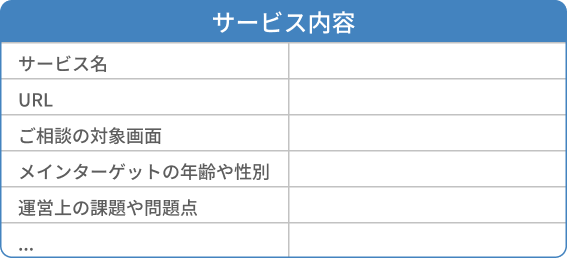 サービス内容
サービス名
URL
ご相談の対象画面
メインターゲットの年齢や性別
運営上の課題や問題点
...